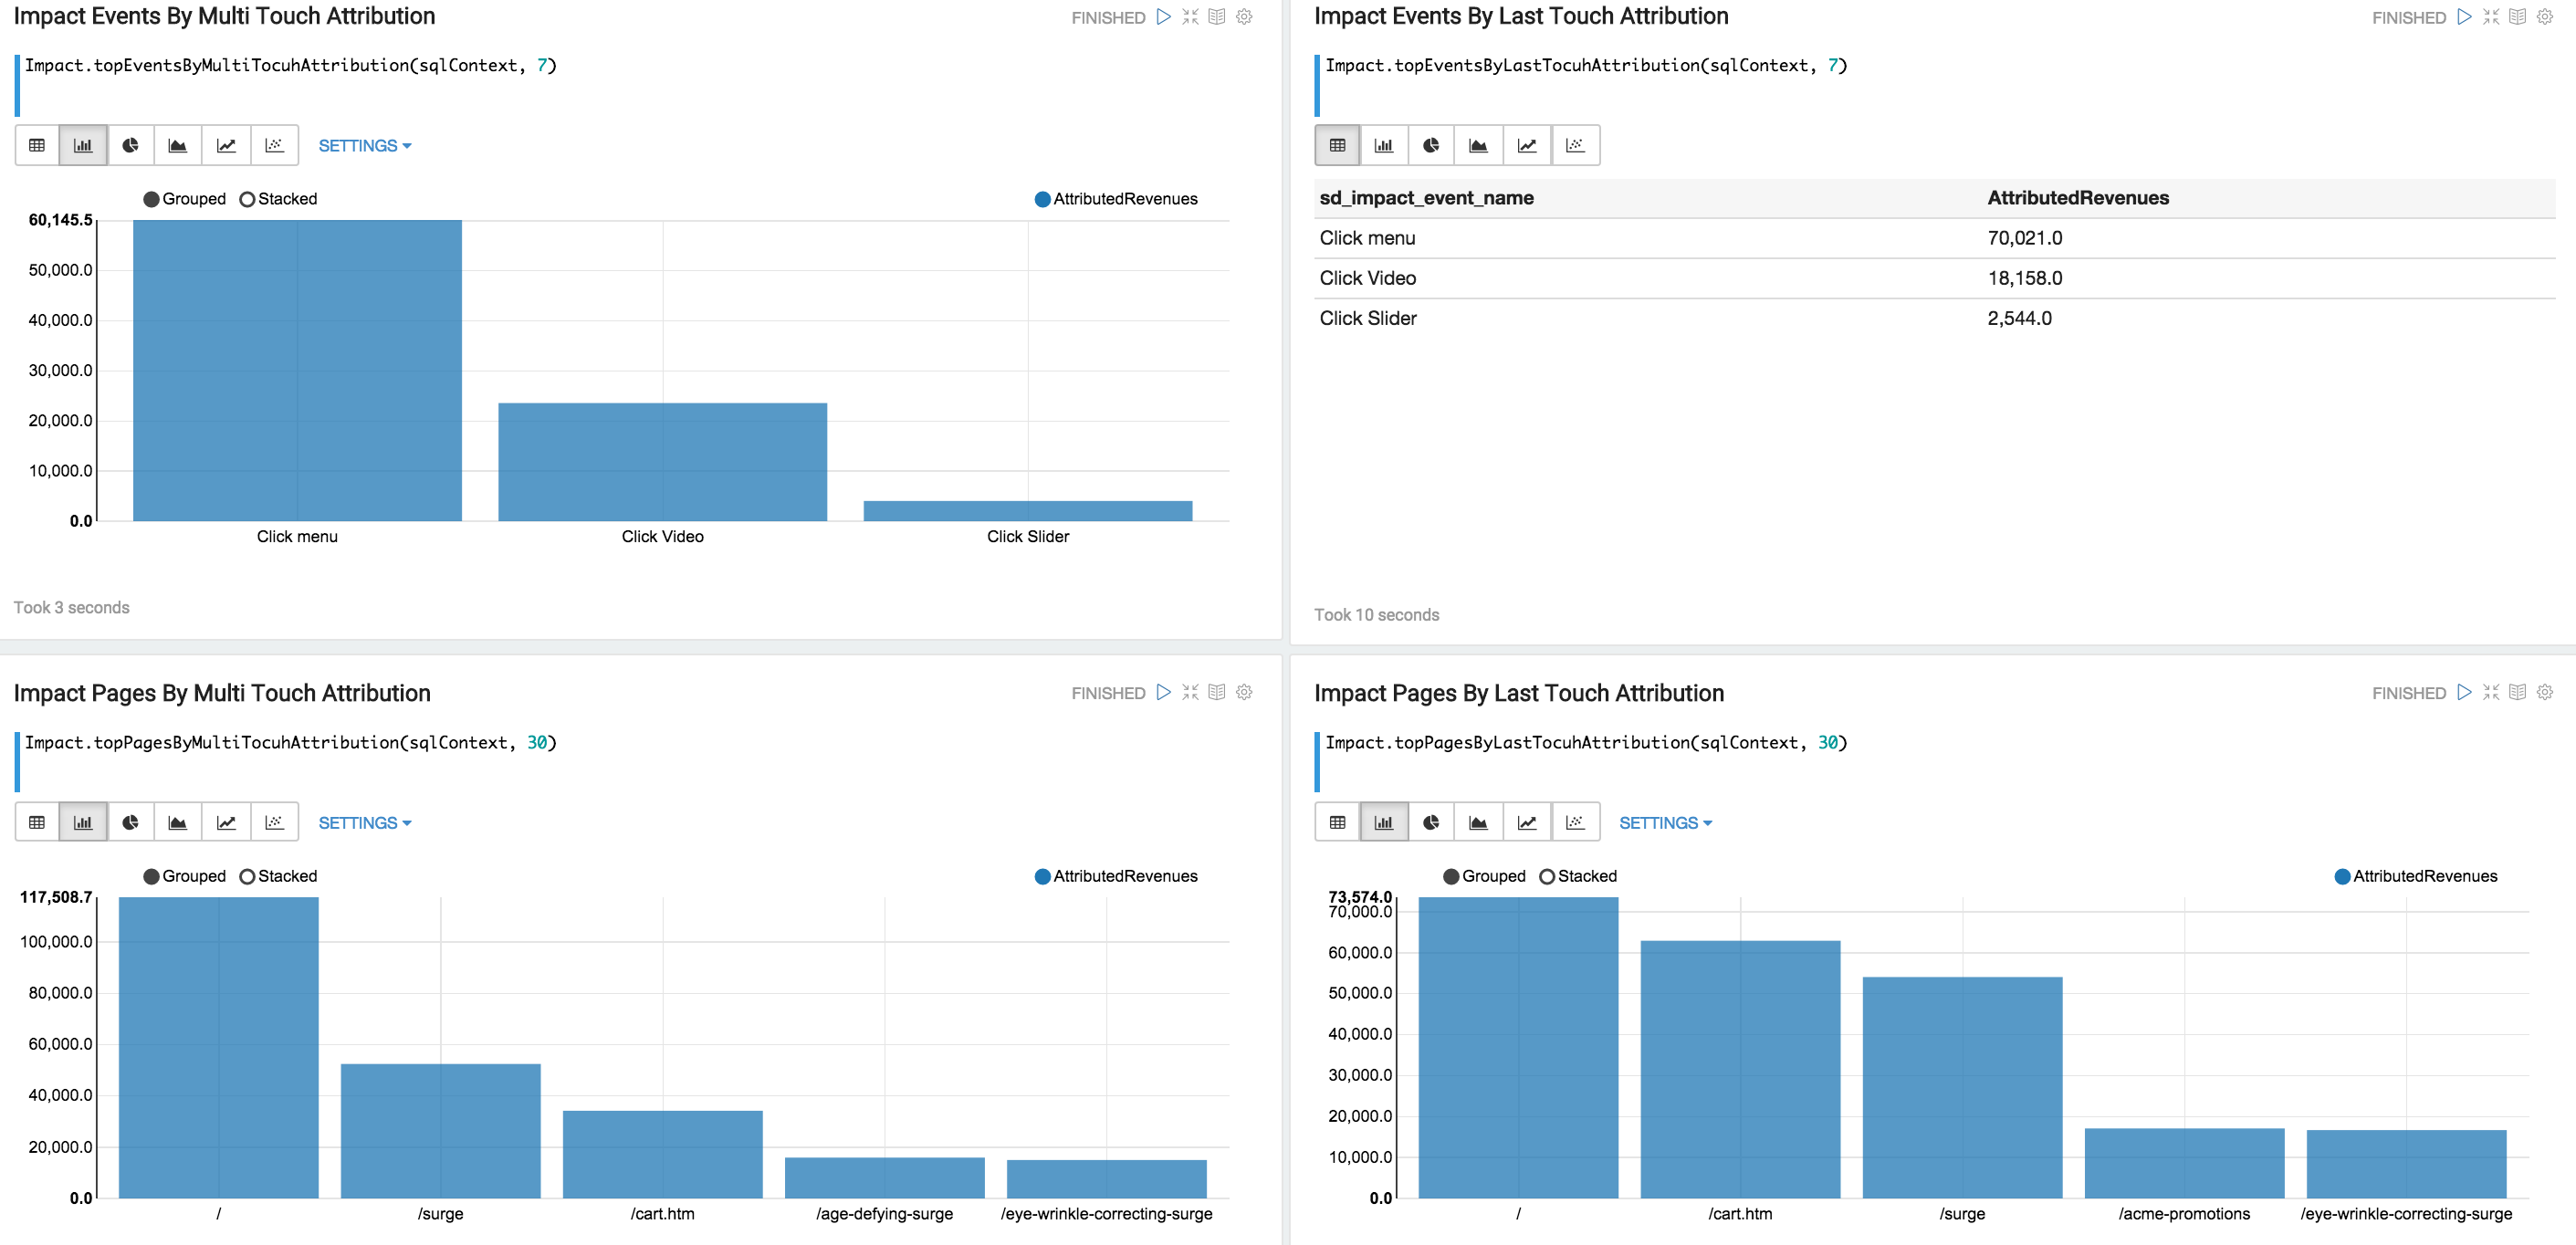 Impact Events By Multi Touch Attribution
FINISHED
Impact.topEventsByMultiTocuhAttribution(sqlContext, 7)
SETTINGS
Grouped Stacked
AttributedRevenues
60,145.5
50,000.0
40,000.0
30,000.0
20,000.0
10,000.0
0.0
Click menu Click Video Click Slider
Took 3 seconds
Impact Events By Last Touch Attribution
FINISHED
Impact.topEventsByLastTocuhAttribution(sqlContext, 7)
sd_impact_event_name AttributedRevenues
Click menu 70,021.0
Click Video 18,158.0
Click Slider 2,544.0
Took 10 seconds
Impact Pages By Multi Touch Attribution
FINISHED
Impact.topPagesByMultiTocuhAttribution(sqlContext, 30)
SETTINGS
Grouped Stacked
AttributedRevenues
117,508.7
100,000.0
80,000.0
60,000.0
40,000.0
20,000.0
0.0
/ /surge /cart.htm /age-defying-surge /eye-wrinkle-correcting-surge
Impact Pages By Last Touch Attribution
FINISHED
Impact.topPagesByLastTocuhAttribution(sqlContext, 30)
SETTINGS
Grouped Stacked
AttributedRevenues
73,574.0
70,000.0
60,000.0
50,000.0
40,000.0
30,000.0
20,000.0
10,000.0
0.0
/ /cart.htm /surge /acme-promotions /eye-wrinkle-correcting-surge